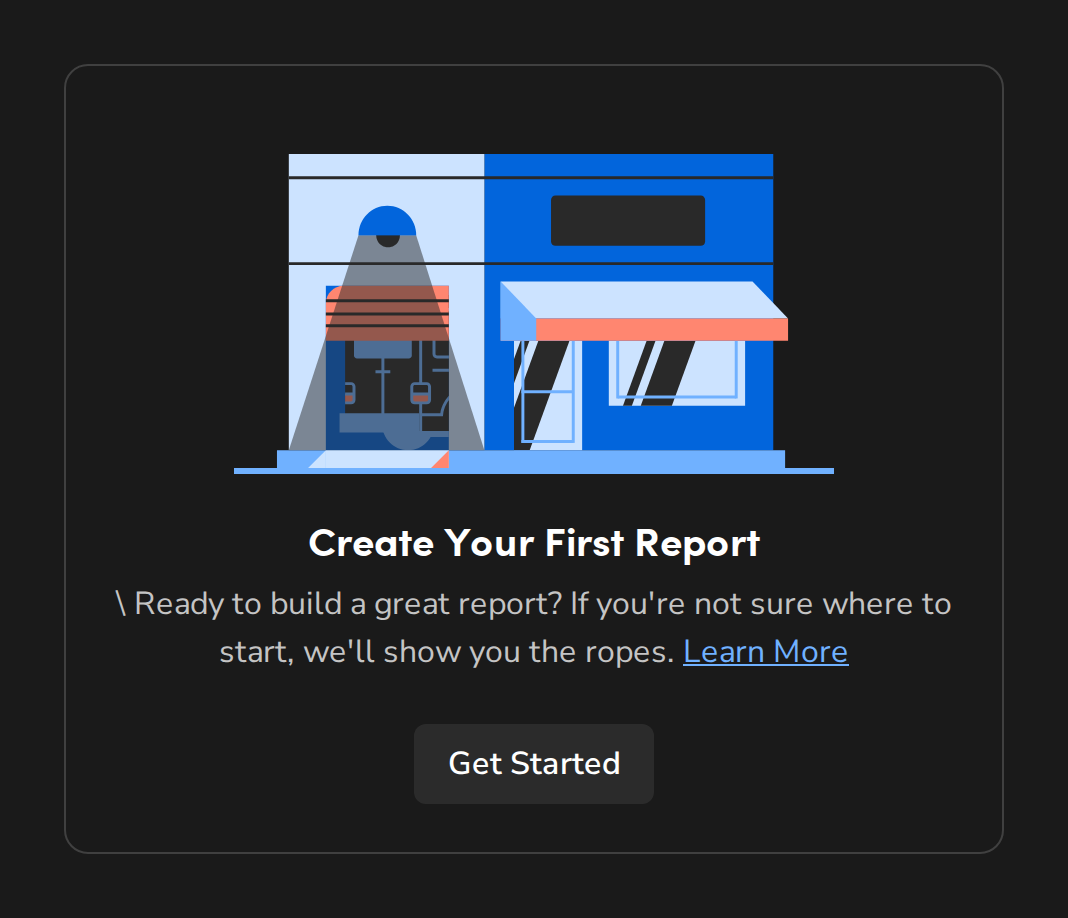 Create Your First Report
\ Ready to build a great report? If you're not sure where to
start, we'll show you the ropes. Learn More
Get Started